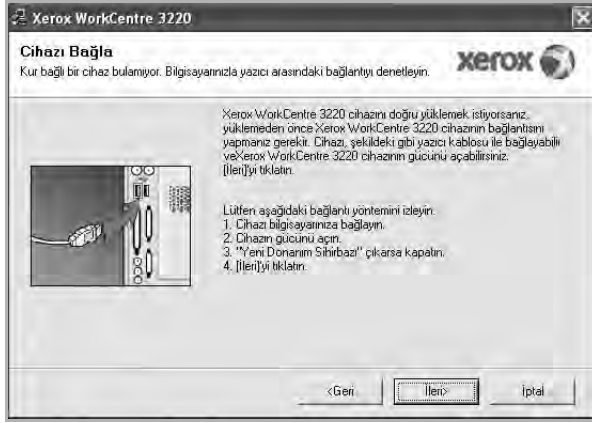 Xerox WorkCentre 3220
Cihazı Bağla
Kur bağlı bir cihaz bulamıyor. Bilgisayarınızla yazıcı arasındaki bağlantıyı denetleyin.
xerox
Xerox WorkCentre 3220 cihazını doğru yüklemek istiyorsanız,
yüklemeden önce Xerox WorkCentre 3220 cihazının bağlantısını
yapmanız gerekir. Cihazı, şekildeki gibi yazıcı kablosu ile bağlayabilir
veXerox WorkCentre 3220 cihazının gücünü açabilirsiniz.
[İleri]'yi tıklatın.
Lütfen aşağıdaki bağlantı yöntemini izleyin.
1. Cihazı bilgisayarınıza bağlayın.
2. Cihazın gücünü açın.
3. "Yeni Donanım Sihirbazı" çıkarsa kapatın.
4. [İleri]'yi tıklatın.
<Geri İleri> İptal